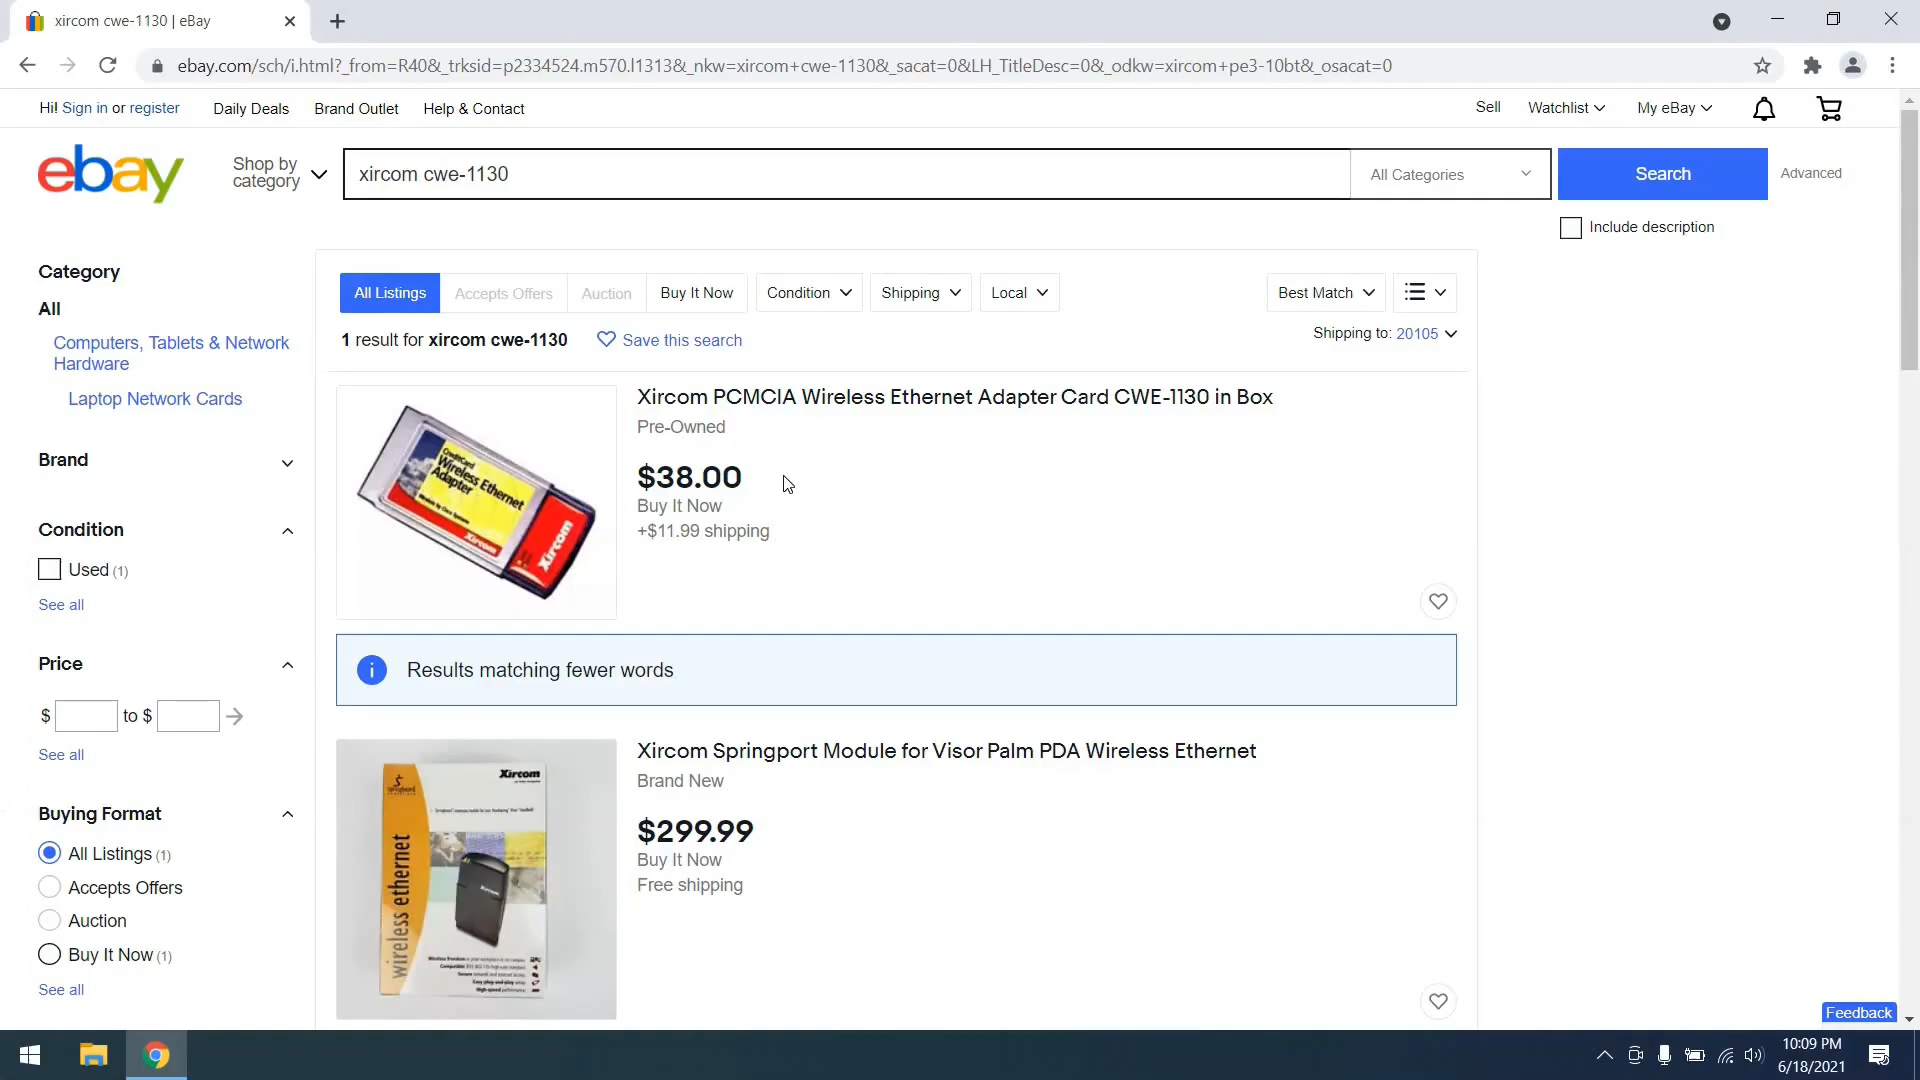 xircom cwe-1130 | eBay
ebay.com/sch/i.html?_from=R40&_trksid=p2334524.m570.l1313&_nkw=xircom+cwe-1130&_sacat=0&LH_TitleDesc=0&_odkw=xircom+pe3-10bt&_osacat=0
Hi! Sign in or register Daily Deals Brand Outlet Help & Contact Sell Watchlist My eBay
ebay
Shop by
category
xircom cwe-1130
All Categories
Search
Advanced
Include description
Category
All
Computers, Tablets & Network
Hardware
Laptop Network Cards
Brand
Condition
Used (1)
See all
Price
$ to $
See all
Buying Format
All Listings (1)
Accepts Offers
Auction
Buy It Now (1)
See all
All Listings Accepts Offers Auction Buy It Now Condition Shipping Local Best Match
1 result for xircom cwe-1130 Save this search
Shipping to: 20105
CreditCard
Wireless Ethernet
Adapter
Xircom
Xircom
Xircom PCMCIA Wireless Ethernet Adapter Card CWE-1130 in Box
Pre-Owned
$38.00
Buy It Now
+$11.99 shipping
i Results matching fewer words
Xircom
wireless ethernet
Xircom Springport Module for Visor Palm PDA Wireless Ethernet
Brand New
$299.99
Buy It Now
Free shipping
Feedback
10:09 PM
6/18/2021